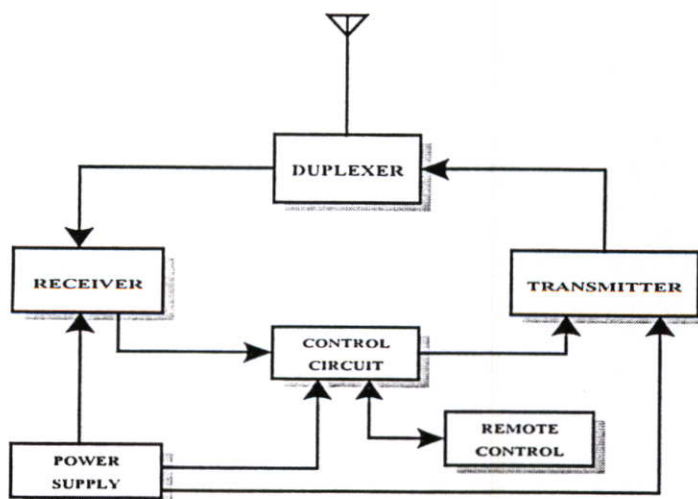 DUPLEXER
RECEIVER
TRANSMITTER
CONTROL
CIRCUIT
REMOTE
CONTROL
POWER
SUPPLY